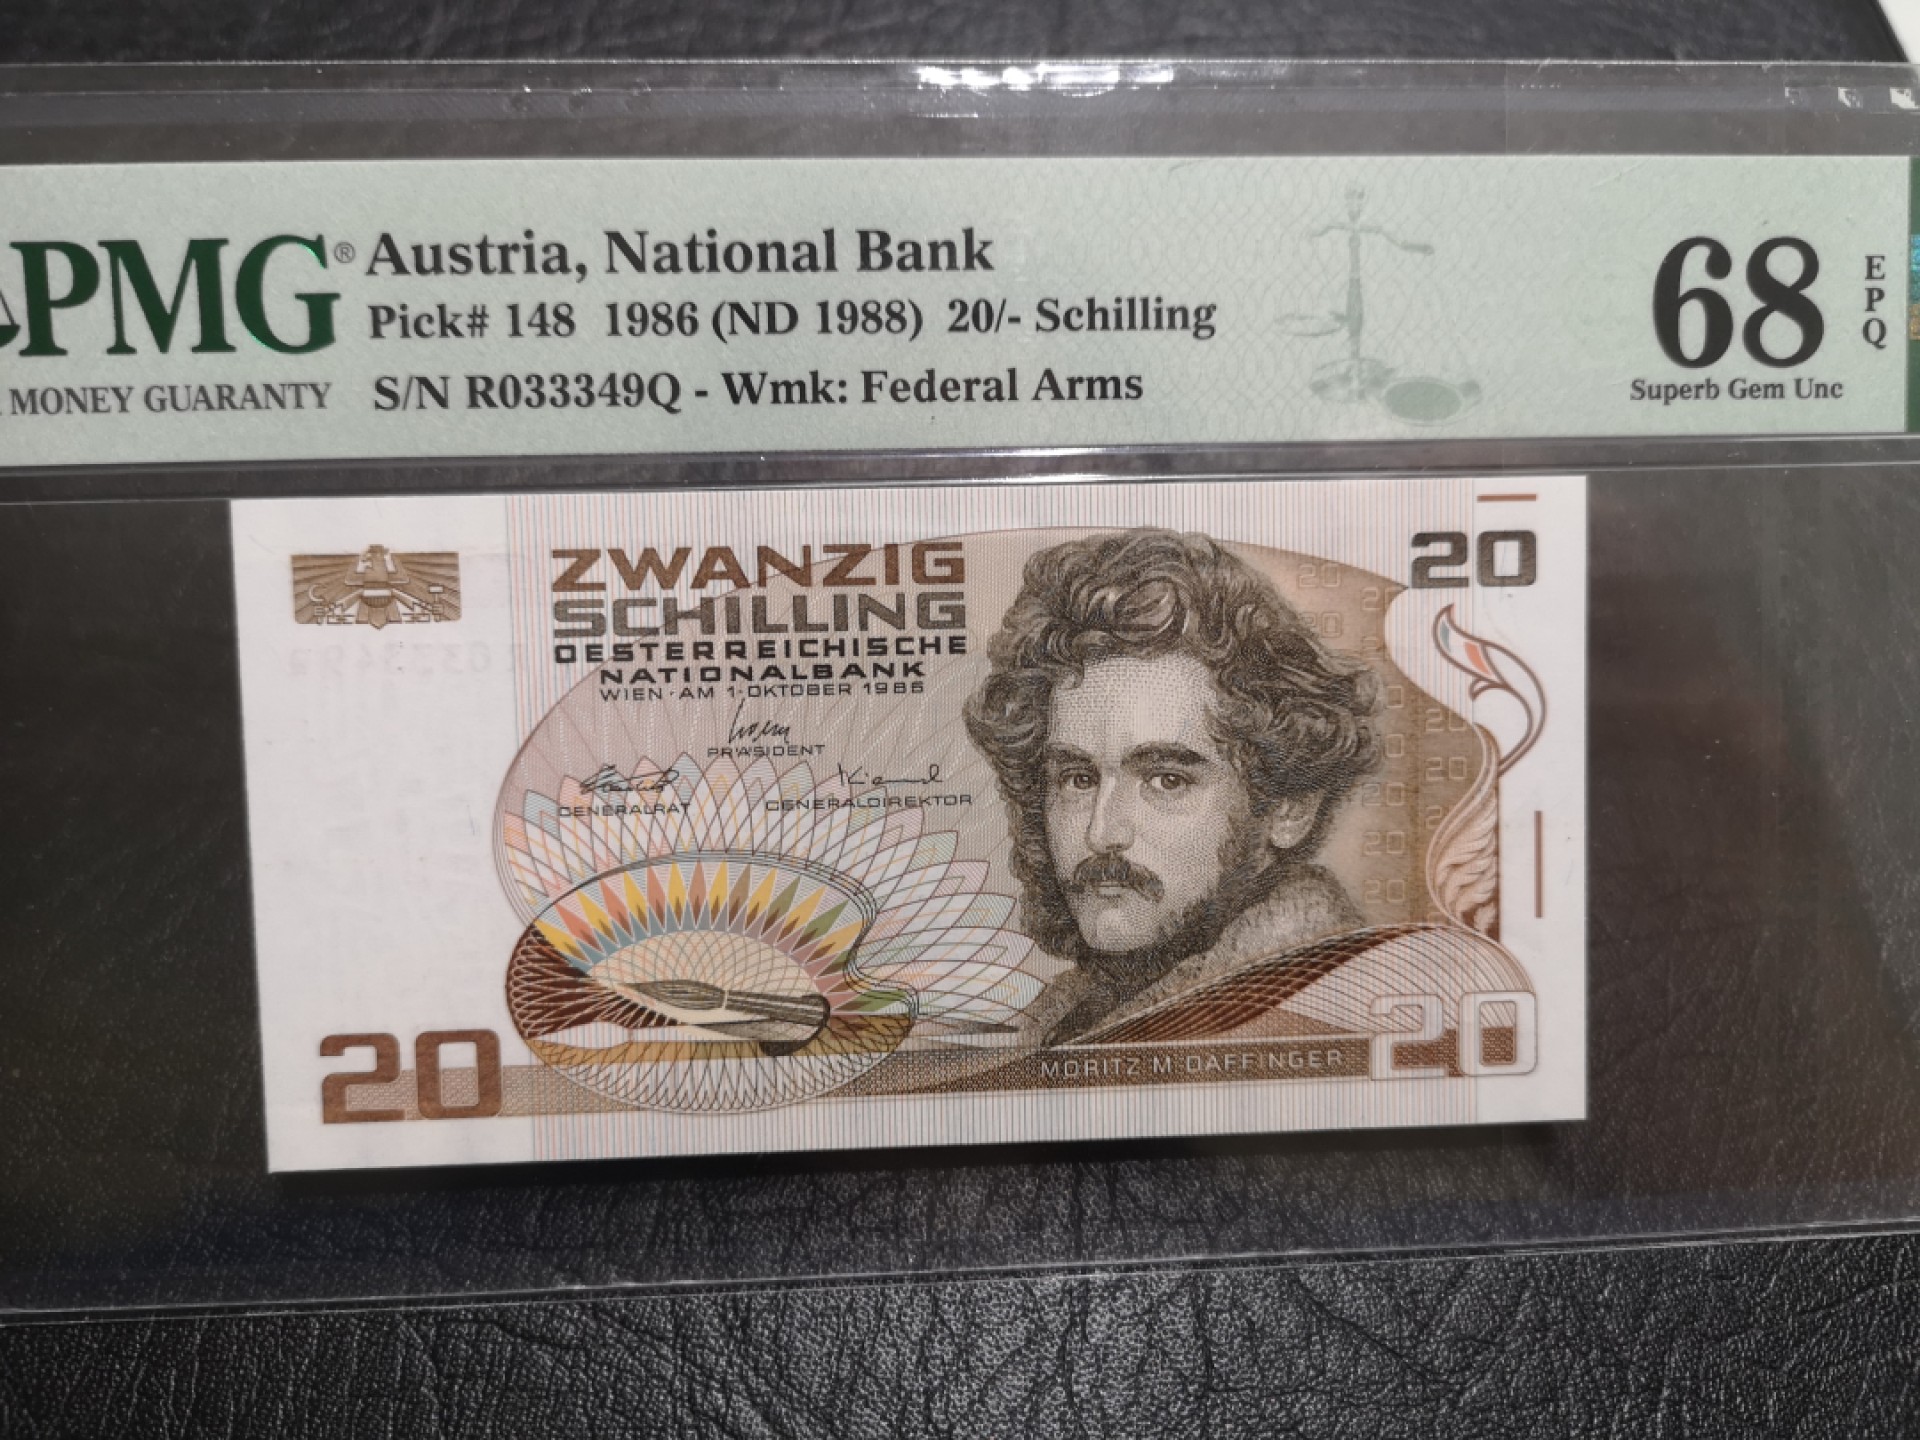 PMG®
MONEY GUARANTY
Austria, National Bank
Pick# 148 1986 (ND 1988) 20/- Schilling
S/N R033349Q - Wmk: Federal Arms
68
EPQ
Superb Gem Unc
ZWANZIG
SCHILLING
OESTERREICHISCHE
NATIONALBANK
WIEN·AM 1·OKTOBER 1986
PRÄSIDENT
GENERALRAT
GENERALDIREKTOR
20
20
MORITZ M·DAFFINGER
20